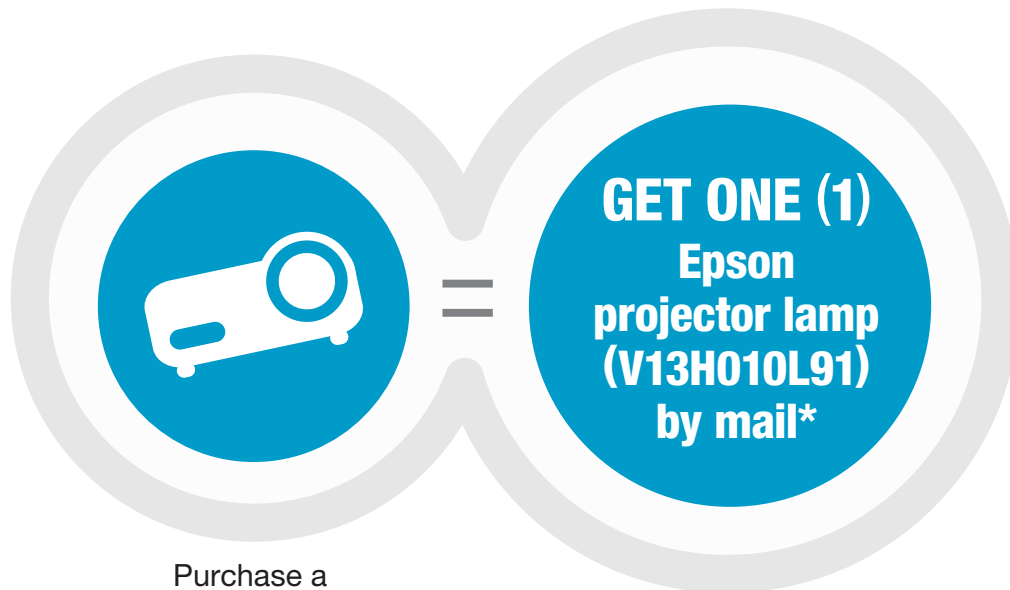 GET ONE (1)
Epson
projector lamp
(V13H010L91)
by mail*
=
Purchase a